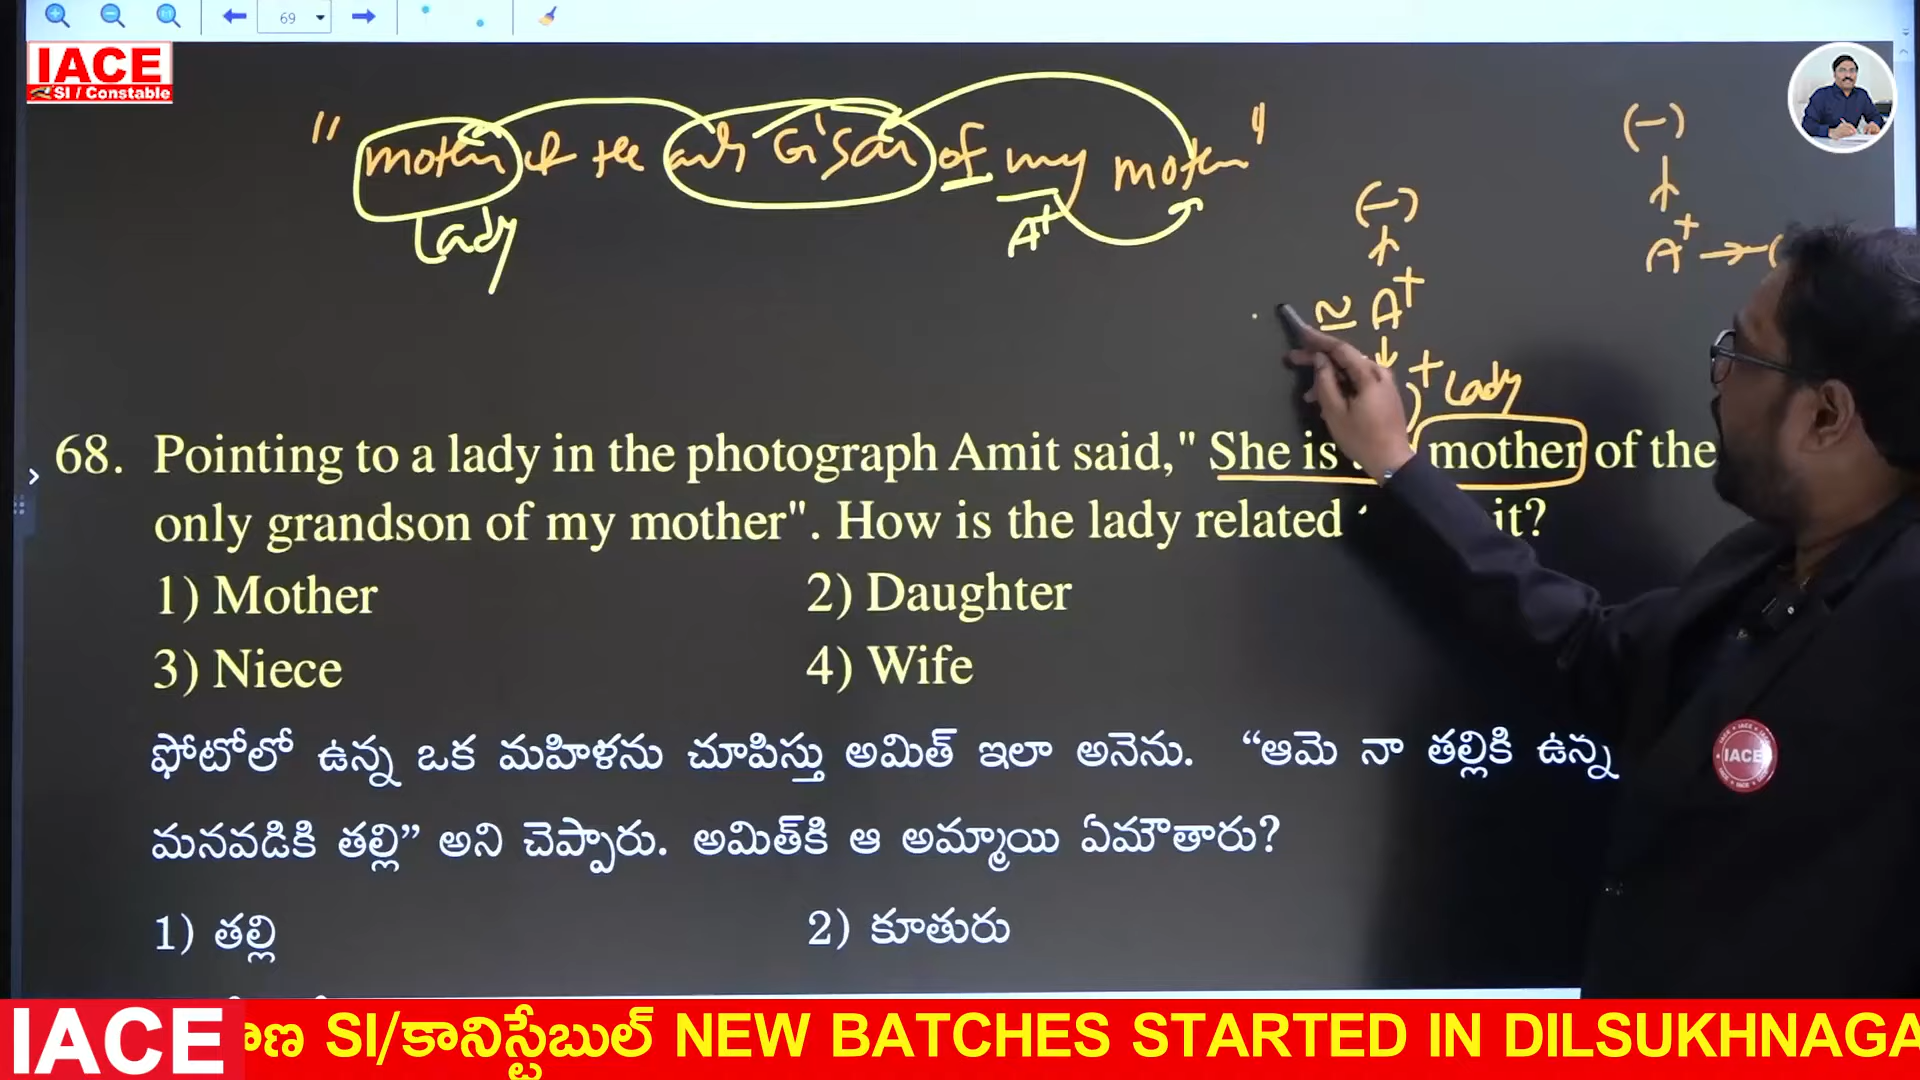 69
IACE
SI / Constable
" mother of the only G'son of my mother "
Lady
A+
(-)
A+
(-)
≈ A+
+ Lady
68. Pointing to a lady in the photograph Amit said," She is mother of the
only grandson of my mother". How is the lady related it?
1) Mother 2) Daughter
3) Niece 4) Wife
ఫోటోలో ఉన్న ఒక మహిళను చూపిస్తు అమిత్ ఇలా అనెను. “ఆమె నా తల్లికి ఉన్న
మనవడికి తల్లి” అని చెప్పారు. అమిత్‌కి ఆ అమ్మాయి ఏమౌతారు?
1) తల్లి 2) కూతురు
IACE
IACE ాణ SI/కానిస్టేబుల్ NEW BATCHES STARTED IN DILSUKHNAGA